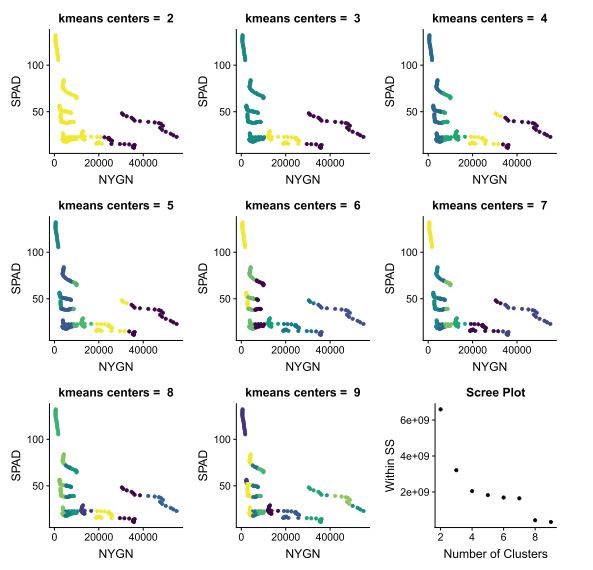 kmeans centers =  2
SPAD
100
50
0
20000
40000
NYGN
kmeans centers =  3
SPAD
100
50
0
20000
40000
NYGN
kmeans centers =  4
SPAD
100
50
0
20000
40000
NYGN
kmeans centers =  5
SPAD
100
50
0
20000
40000
NYGN
kmeans centers =  6
SPAD
100
50
0
20000
40000
NYGN
kmeans centers =  7
SPAD
100
50
0
20000
40000
NYGN
kmeans centers =  8
SPAD
100
50
0
20000
40000
NYGN
kmeans centers =  9
SPAD
100
50
0
20000
40000
NYGN
Scree Plot
Within SS
6e+09
4e+09
2e+09
2
4
6
8
Number of Clusters